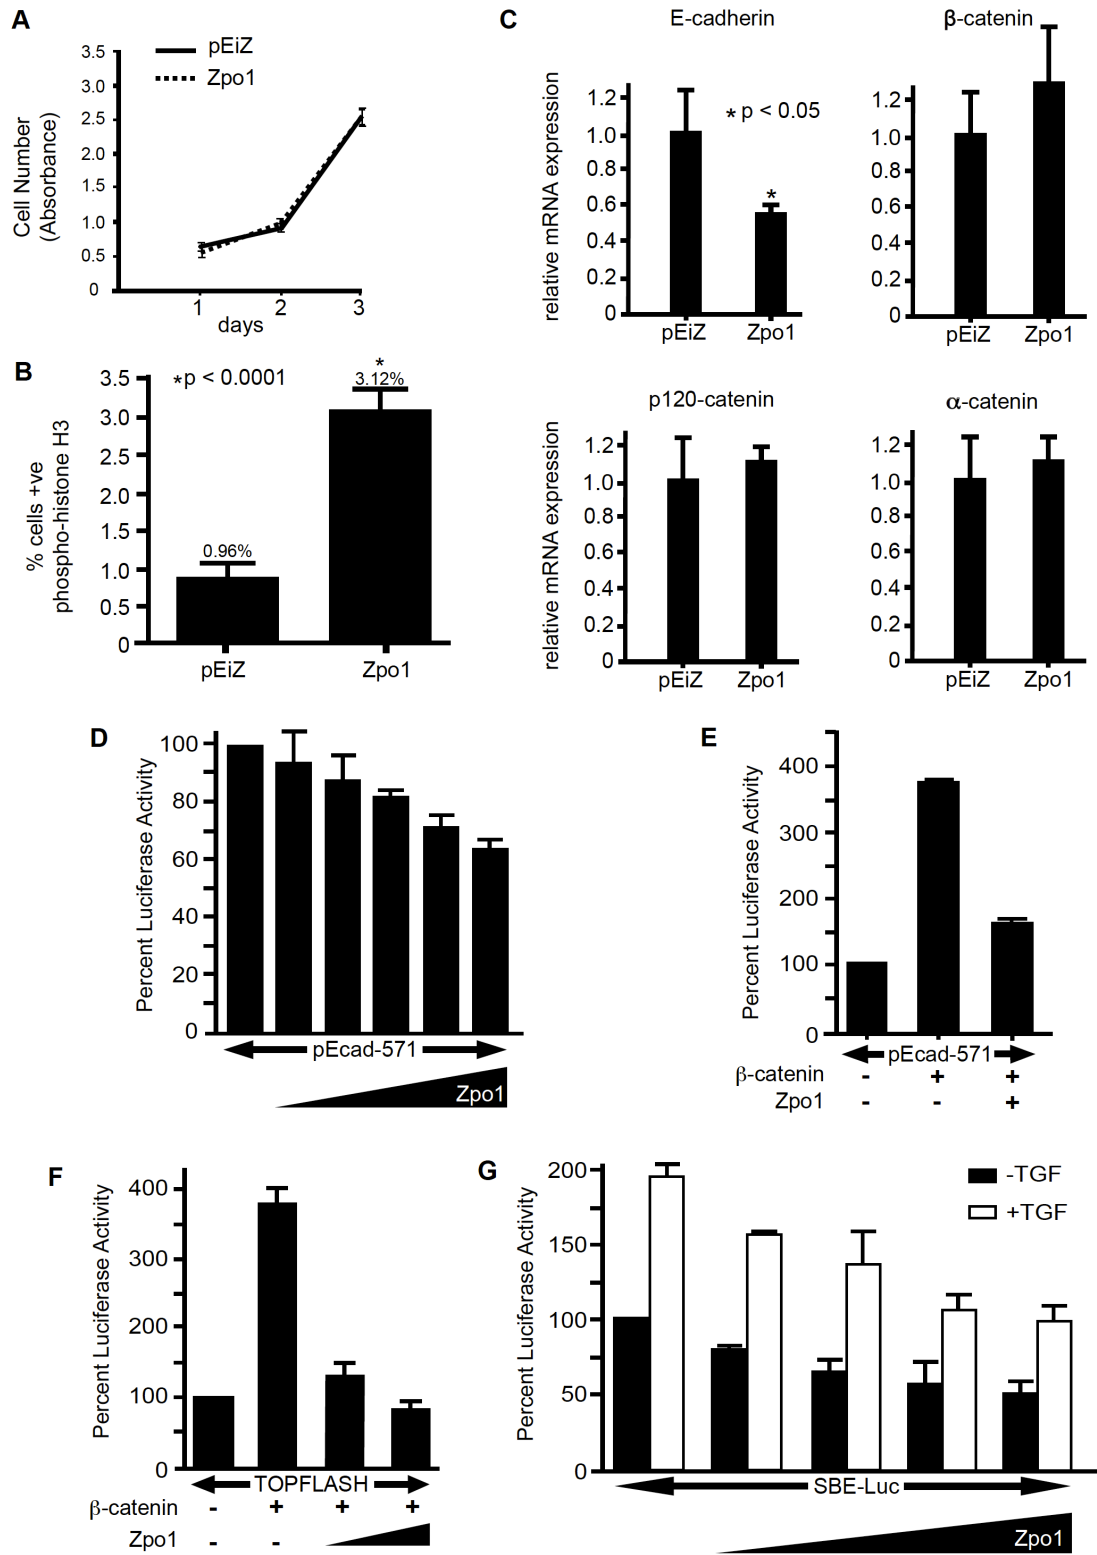 A
pEiZ
Zpo1
3.5
3.0
2.5
2.0
1.5
1.0
0.5
0
Cell Number
(Absorbance)
1 2 3
days
B
*p < 0.0001
*
3.12%
0.96%
3.5
3.0
2.5
2.0
1.5
1.0
0.5
0
% cells +ve
phospho-histone H3
pEiZ Zpo1
C
E-cadherin
*p < 0.05
*
1.2
1.0
0.8
0.6
0.4
0.2
0
relative mRNA expression
pEiZ Zpo1
β-catenin
1.2
1.0
0.8
0.6
0.4
0.2
0
pEiZ Zpo1
p120-catenin
1.2
1.0
0.8
0.6
0.4
0.2
0
relative mRNA expression
pEiZ Zpo1
α-catenin
1.2
1.0
0.8
0.6
0.4
0.2
0
pEiZ Zpo1
D
100
80
60
40
20
0
Percent Luciferase Activity
pEcad-571
Zpo1
E
400
300
200
100
0
Percent Luciferase Activity
pEcad-571
β-catenin - + +
Zpo1 - - +
F
400
300
200
100
0
Percent Luciferase Activity
TOPFLASH
β-catenin - + + +
Zpo1 - -
G
-TGF
+TGF
200
150
100
50
0
Percent Luciferase Activity
SBE-Luc
Zpo1